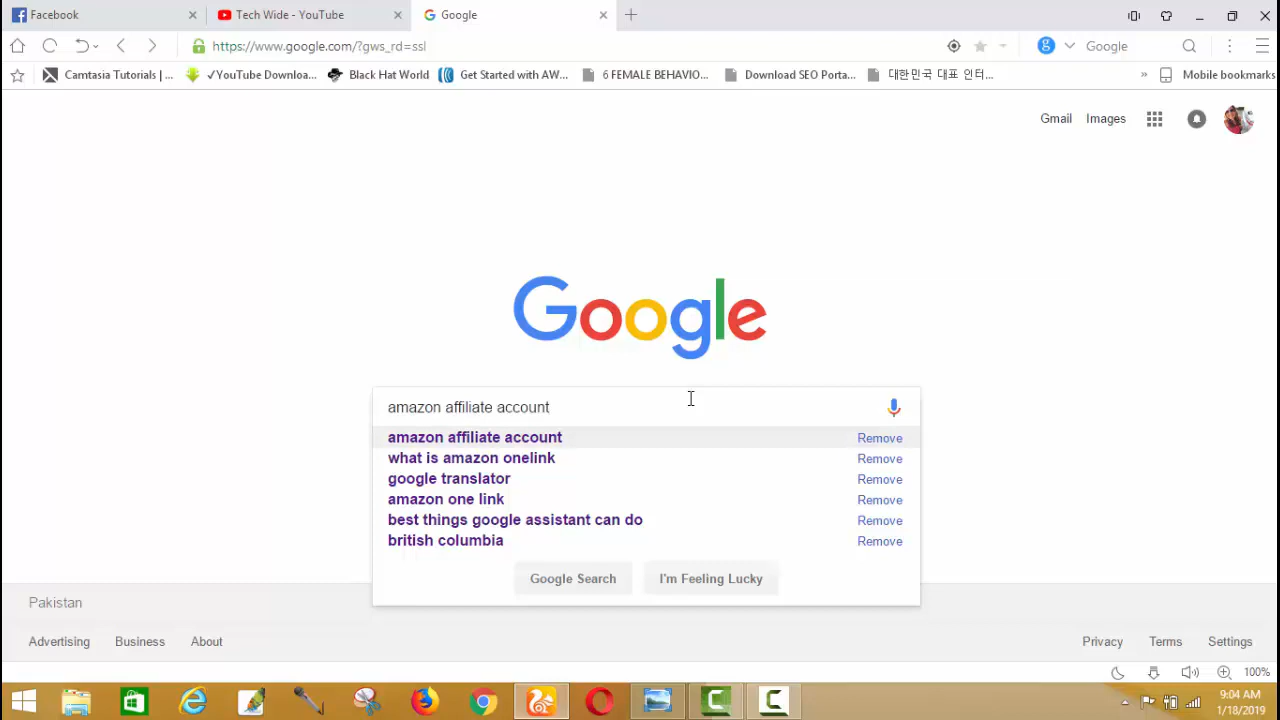 Facebook
Tech Wide - YouTube
Google
https://www.google.com/?gws_rd=ssl
Google
Camtasia Tutorials | ...
✓YouTube Downloa...
Black Hat World
Get Started with AW...
6 FEMALE BEHAVIO...
Download SEO Porta...
대한민국 대표 인터...
»
Mobile bookmarks
Gmail
Images
Google
amazon affiliate account
amazon affiliate account Remove
what is amazon onelink Remove
google translator Remove
amazon one link Remove
best things google assistant can do Remove
british columbia Remove
Google Search
I'm Feeling Lucky
Pakistan
Advertising
Business
About
Privacy
Terms
Settings
100%
9:04 AM
1/18/2019